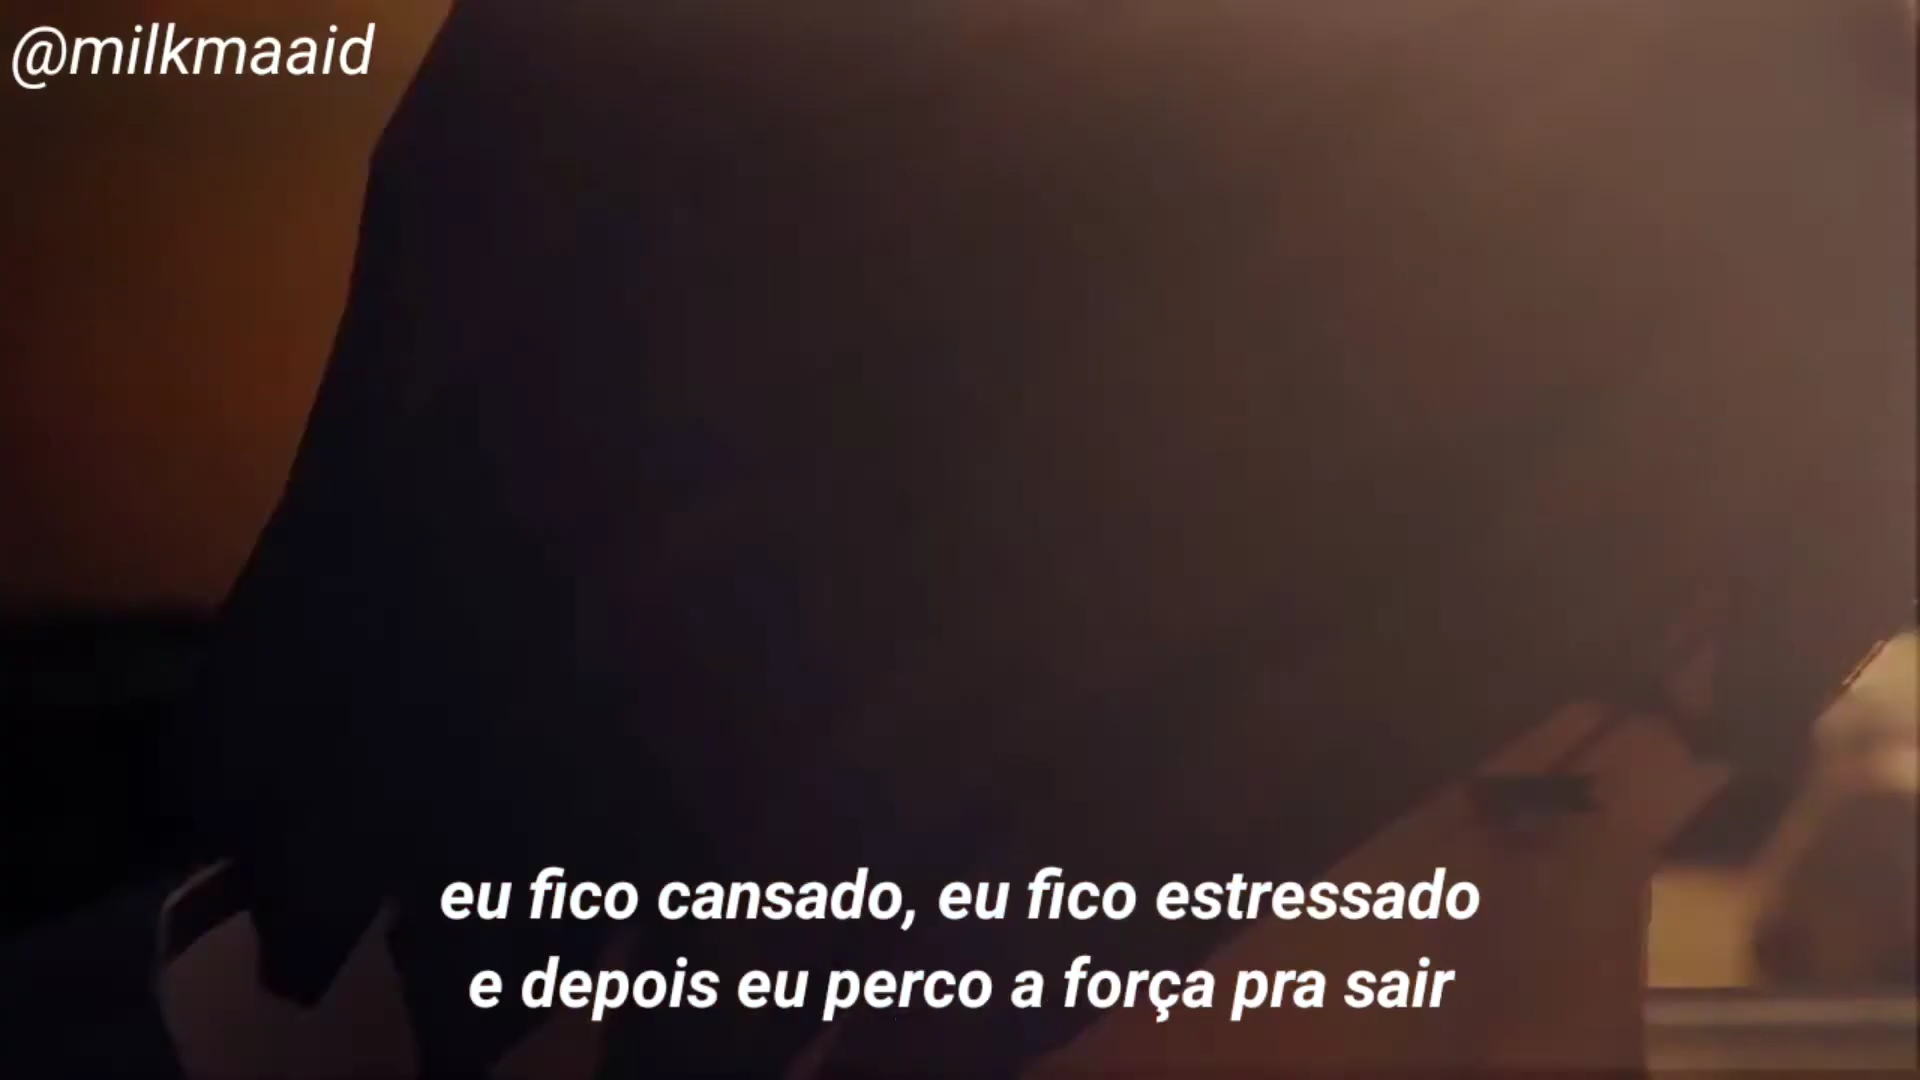 @milkmaaid
eu fico cansado, eu fico estressado
e depois eu perco a força pra sair